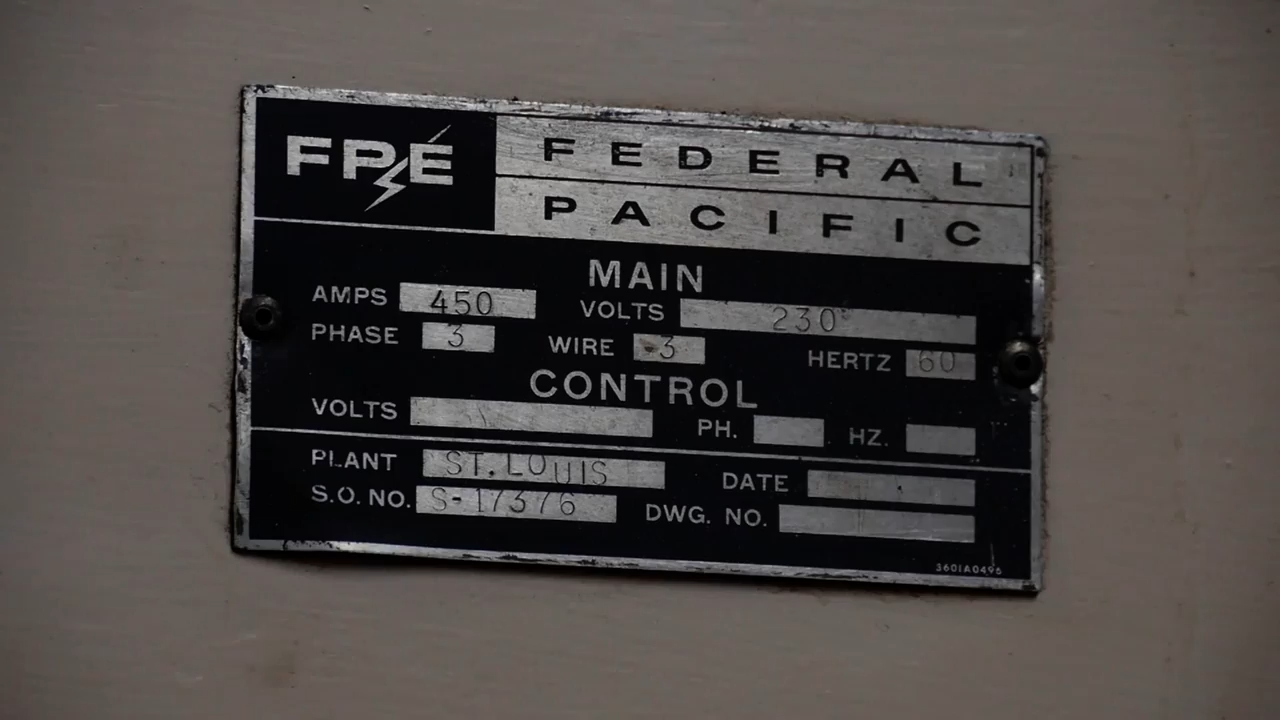 FPE FEDERAL
PACIFIC
MAIN
AMPS 450 VOLTS 230
PHASE 3 WIRE 3 HERTZ 60
CONTROL
VOLTS PH. HZ.
PLANT ST. LOUIS DATE
S.O. NO. S-17376 DWG. NO.
3601A0496